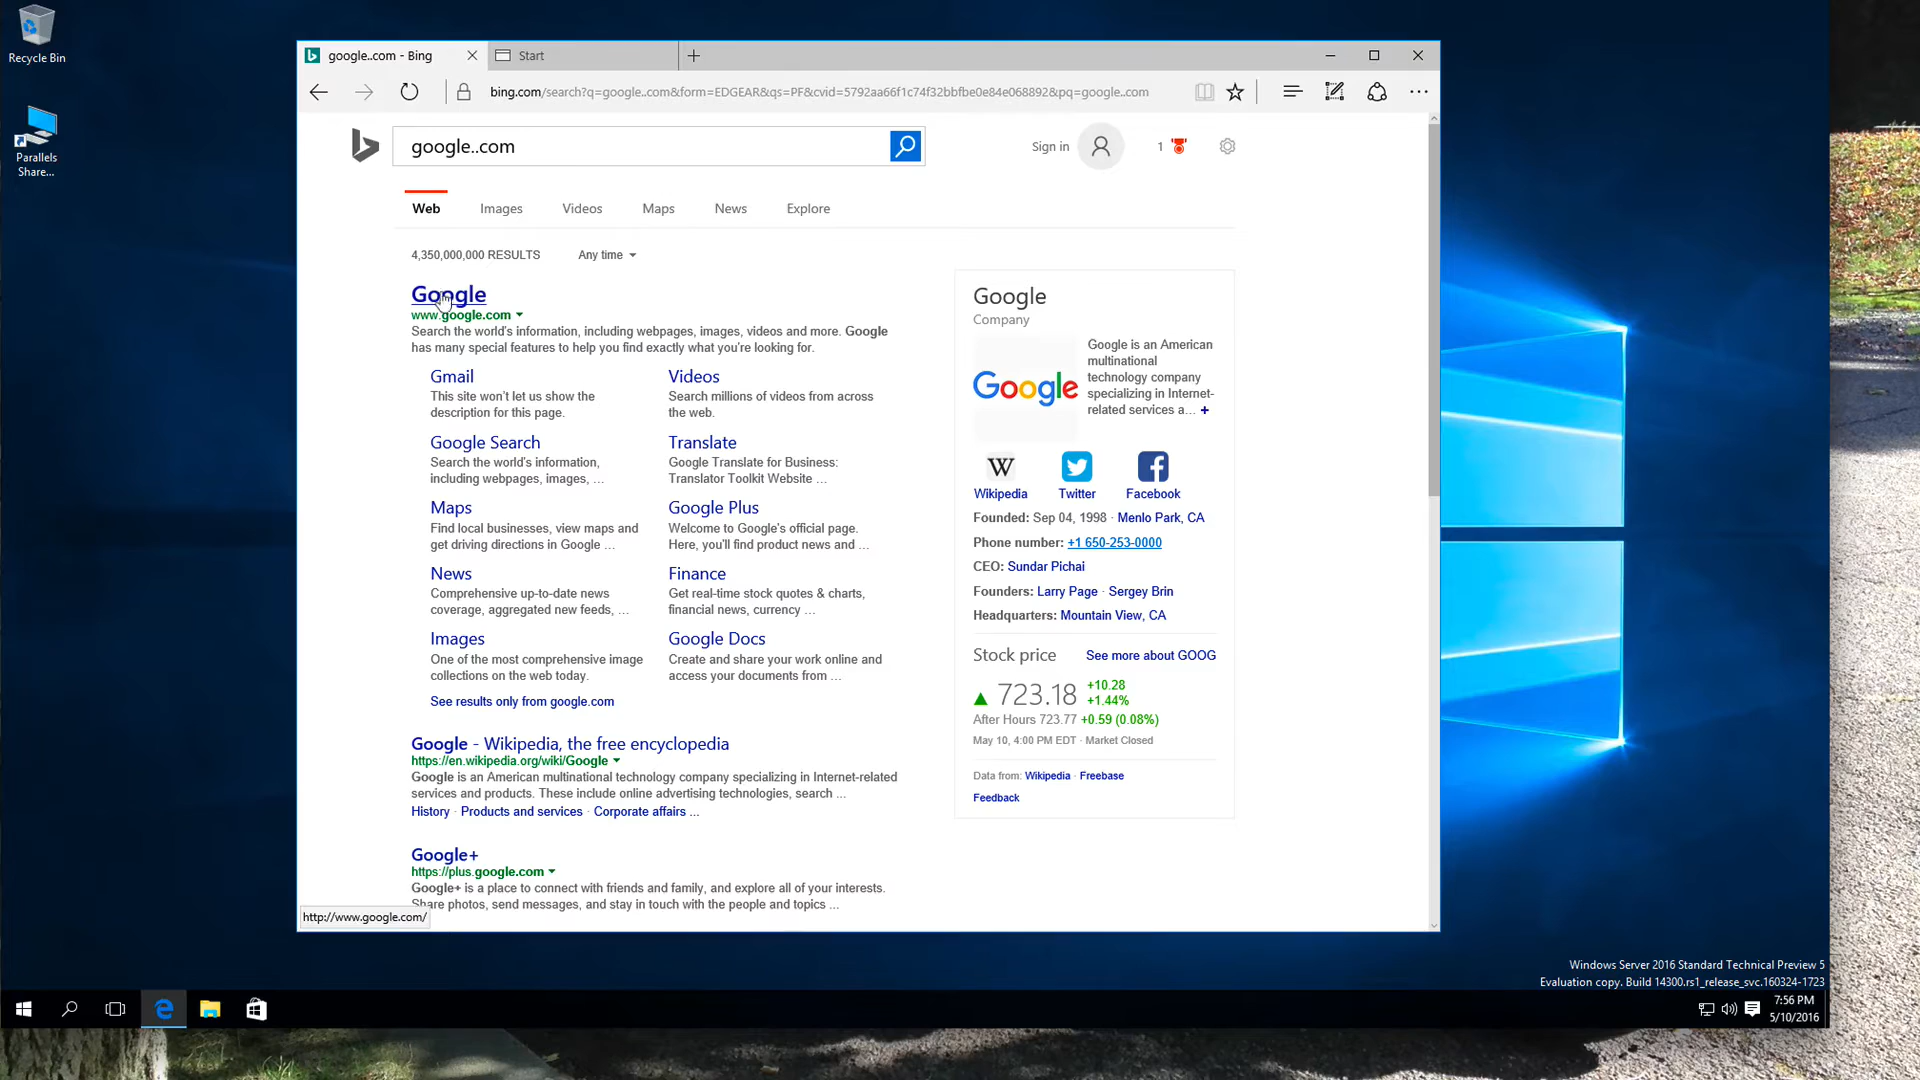 Recycle Bin
Parallels
Share...
google..com - Bing
Start
bing.com/search?q=google..com&form=EDGEAR&qs=PF&cvid=5792aa66f1c74f32bbfbe0e84e068892&pq=google..com
google..com
Sign in
1
Web Images Videos Maps News Explore
4,350,000,000 RESULTS Any time
Google
www.google.com
Search the world's information, including webpages, images, videos and more. Google
has many special features to help you find exactly what you're looking for.
Gmail
This site won't let us show the
description for this page.
Videos
Search millions of videos from across
the web.
Google Search
Search the world's information,
including webpages, images, ...
Translate
Google Translate for Business:
Translator Toolkit Website ...
Maps
Find local businesses, view maps and
get driving directions in Google ...
Google Plus
Welcome to Google's official page.
Here, you'll find product news and ...
News
Comprehensive up-to-date news
coverage, aggregated new feeds, ...
Finance
Get real-time stock quotes & charts,
financial news, currency ...
Images
One of the most comprehensive image
collections on the web today.
Google Docs
Create and share your work online and
access your documents from ...
See results only from google.com
Google - Wikipedia, the free encyclopedia
https://en.wikipedia.org/wiki/Google
Google is an American multinational technology company specializing in Internet-related
services and products. These include online advertising technologies, search ...
History · Products and services · Corporate affairs ...
Google+
https://plus.google.com
Google+ is a place to connect with friends and family, and explore all of your interests.
Share photos, send messages, and stay in touch with the people and topics ...
http://www.google.com/
Google
Company
Google
Google is an American
multinational
technology company
specializing in Internet-
related services a... +
W
Wikipedia Twitter Facebook
Founded: Sep 04, 1998 · Menlo Park, CA
Phone number: +1 650-253-0000
CEO: Sundar Pichai
Founders: Larry Page · Sergey Brin
Headquarters: Mountain View, CA
Stock price See more about GOOG
723.18
+10.28
+1.44%
After Hours 723.77 +0.59 (0.08%)
May 10, 4:00 PM EDT · Market Closed
Data from: Wikipedia · Freebase
Feedback
Windows Server 2016 Standard Technical Preview 5
Evaluation copy. Build 14300.rs1_release_svc.160324-1723
7:56 PM
5/10/2016